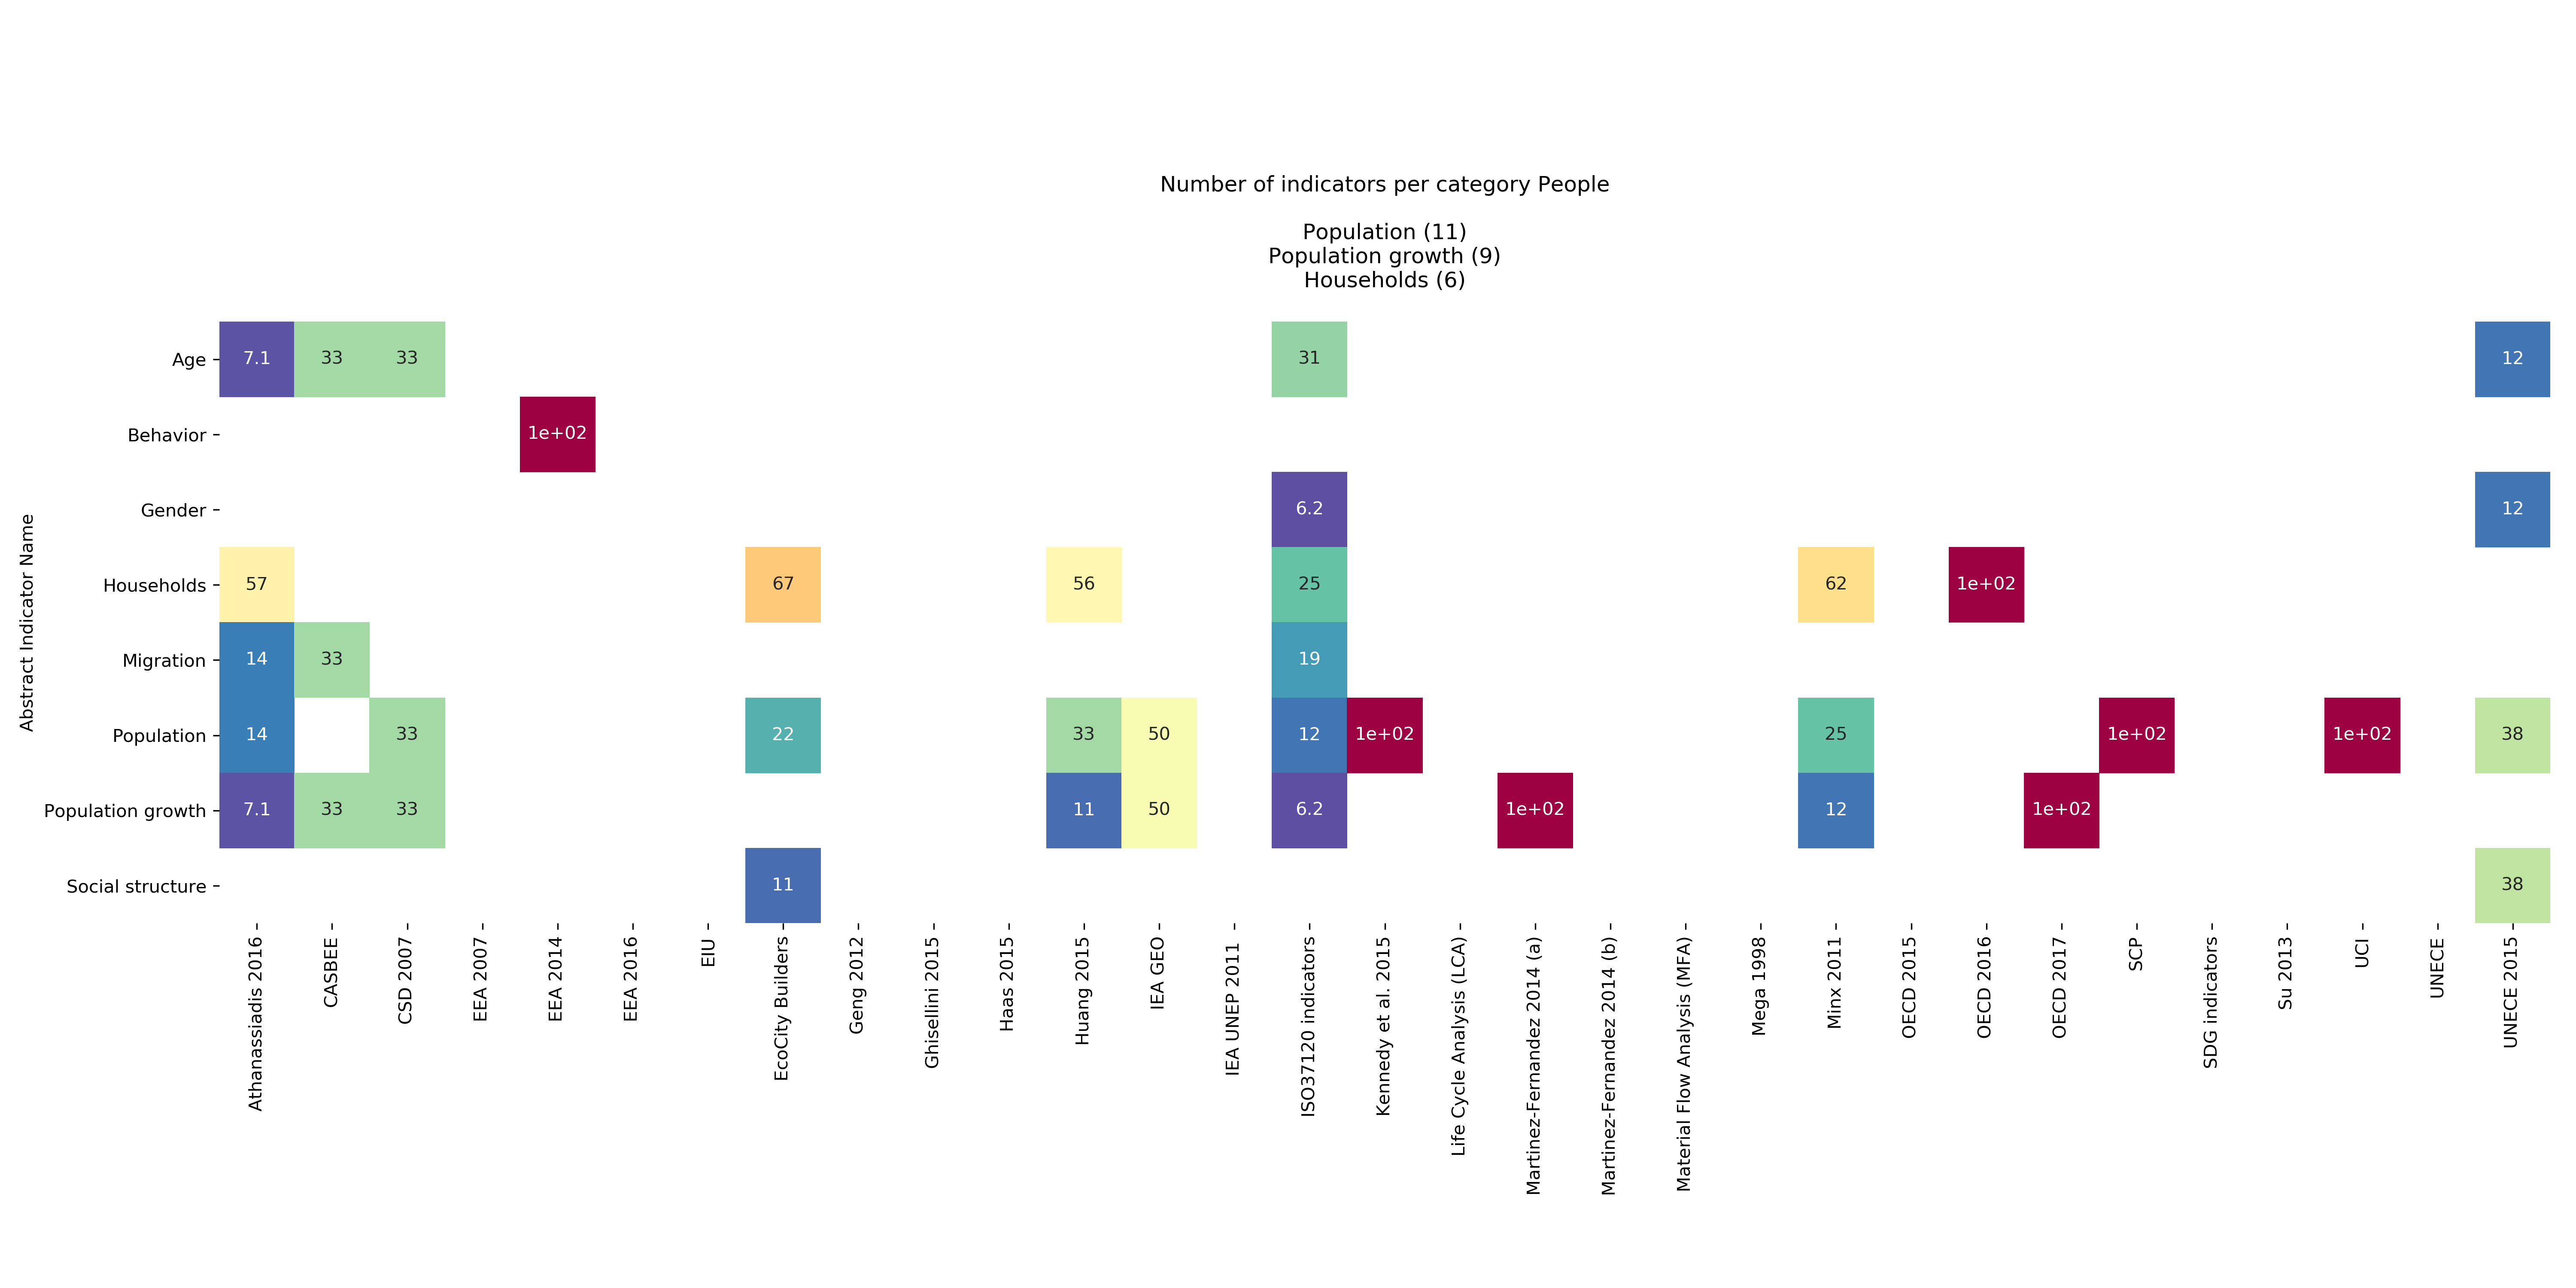 Number of indicators per category People
Population (11)
Population growth (9)
Households (6)
Abstract Indicator Name
Age 7.1 33 33 31 12
Behavior 1e+02
Gender 6.2 12
Households 57 67 56 25 62 1e+02
Migration 14 33 19
Population 14 33 22 33 50 12 1e+02 25 1e+02 1e+02 38
Population growth 7.1 33 33 11 50 6.2 1e+02 12 1e+02
Social structure 11 38
Athanassiadis 2016
CASBEE
CSD 2007
EEA 2007
EEA 2014
EEA 2016
EIU
EcoCity Builders
Geng 2012
Ghisellini 2015
Haas 2015
Huang 2015
IEA GEO
IEA UNEP 2011
ISO37120 indicators
Kennedy et al. 2015
Life Cycle Analysis (LCA)
Martinez-Fernandez 2014 (a)
Martinez-Fernandez 2014 (b)
Material Flow Analysis (MFA)
Mega 1998
Minx 2011
OECD 2015
OECD 2016
OECD 2017
SCP
SDG indicators
Su 2013
UCI
UNECE
UNECE 2015